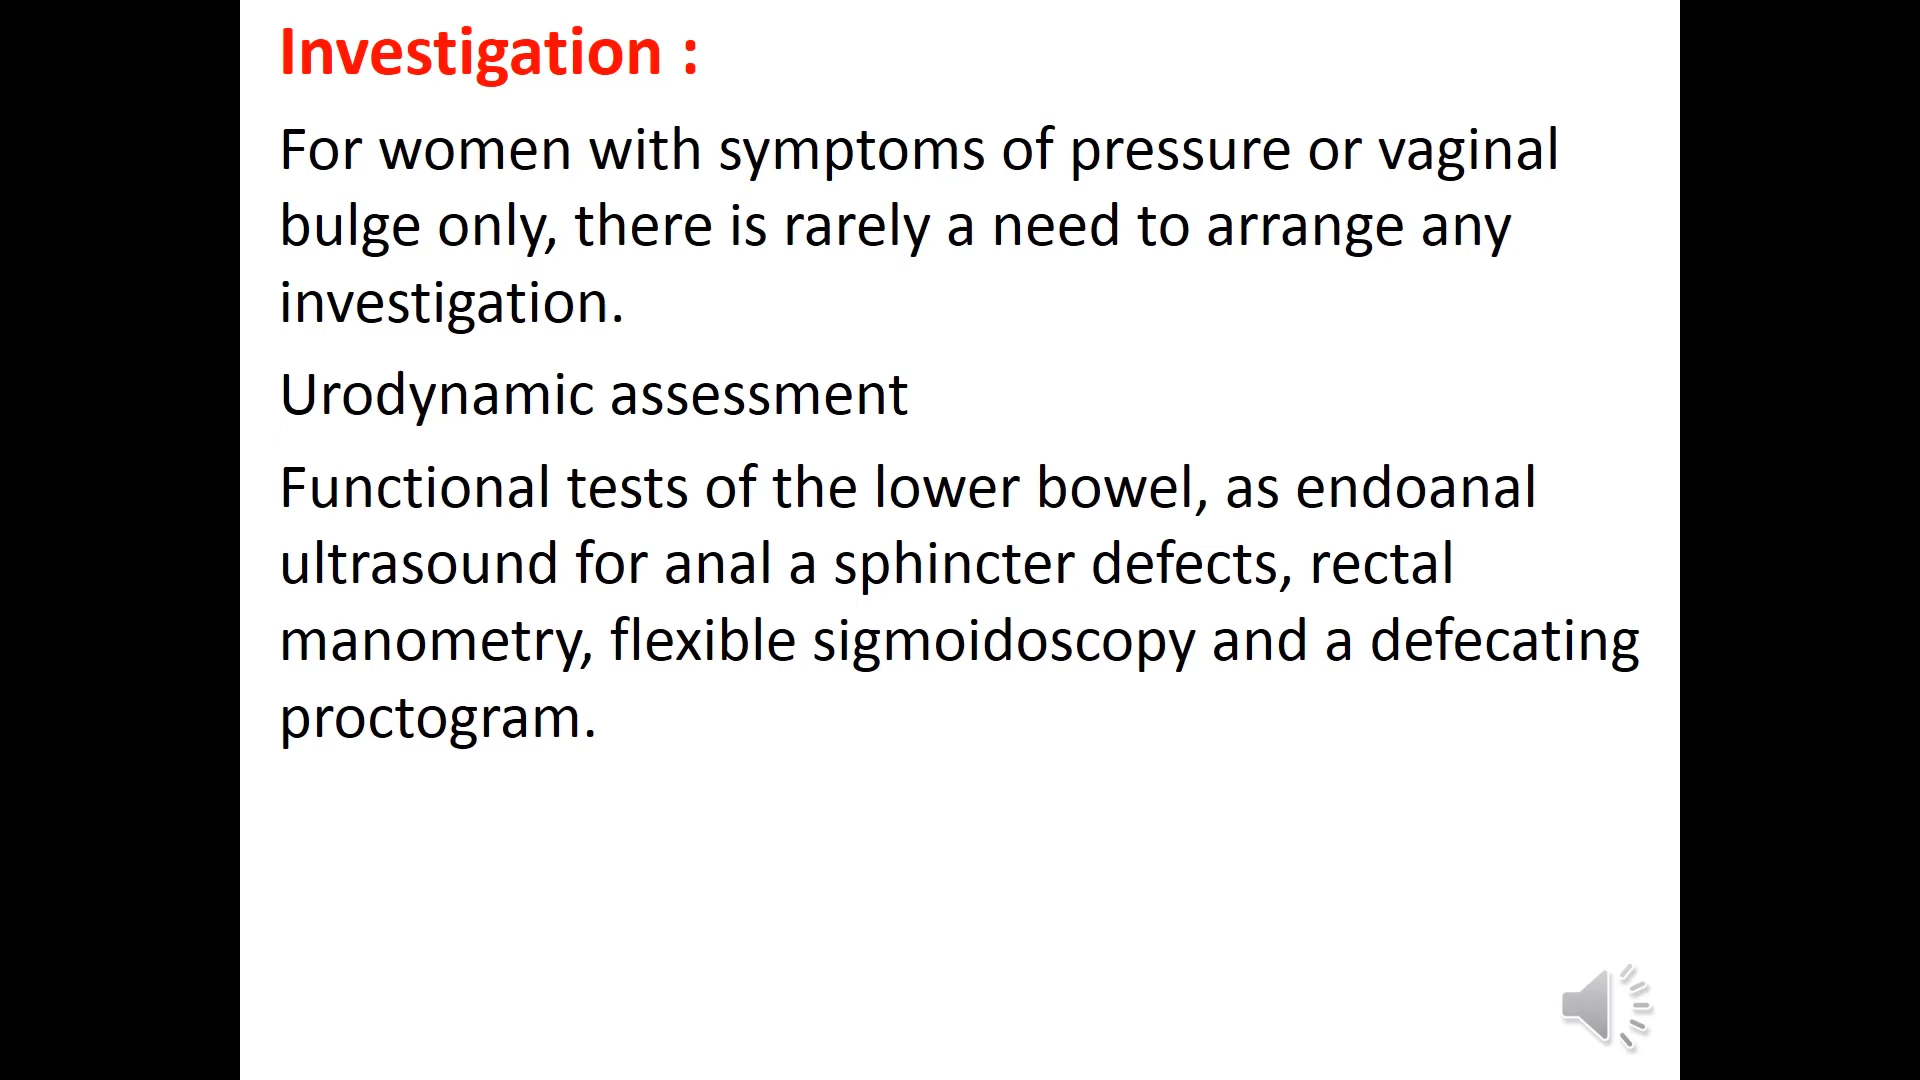 Investigation :
For women with symptoms of pressure or vaginal
bulge only, there is rarely a need to arrange any
investigation.
Urodynamic assessment
Functional tests of the lower bowel, as endoanal
ultrasound for anal a sphincter defects, rectal
manometry, flexible sigmoidoscopy and a defecating
proctogram.